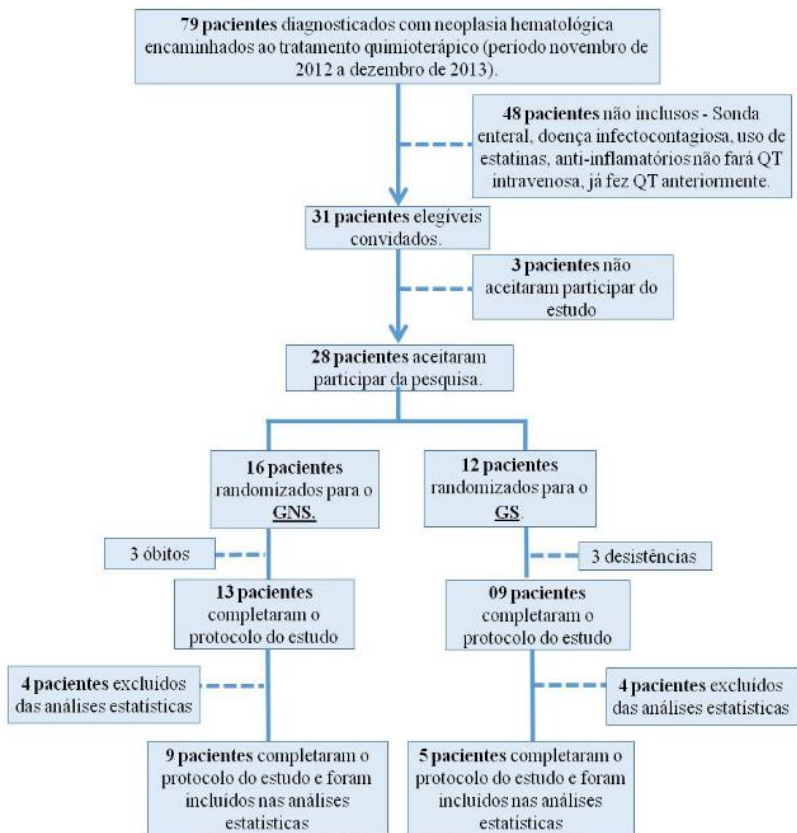 79 pacientes diagnosticados com neoplasia hematológica
encaminhados ao tratamento quimioterápico (período novembro de
2012 a dezembro de 2013).
48 pacientes não inclusos - Sonda
enteral, doença infectocontagiosa, uso de
estatinas, anti-inflamatórios não fará QT
intravenosa, já fez QT anteriormente.
31 pacientes elegíveis
convidados.
3 pacientes não
aceitaram participar do
estudo
28 pacientes aceitaram
participar da pesquisa.
16 pacientes
randomizados para o
GNS.
12 pacientes
randomizados para o
GS.
3 óbitos
3 desistências
13 pacientes
completaram o
protocolo do estudo
09 pacientes
completaram o
protocolo do estudo
4 pacientes excluídos
das análises estatísticas
4 pacientes excluídos
das análises estatísticas
9 pacientes completaram o
protocolo do estudo e foram
incluídos nas análises
estatísticas
5 pacientes completaram o
protocolo do estudo e foram
incluídos nas análises
estatísticas